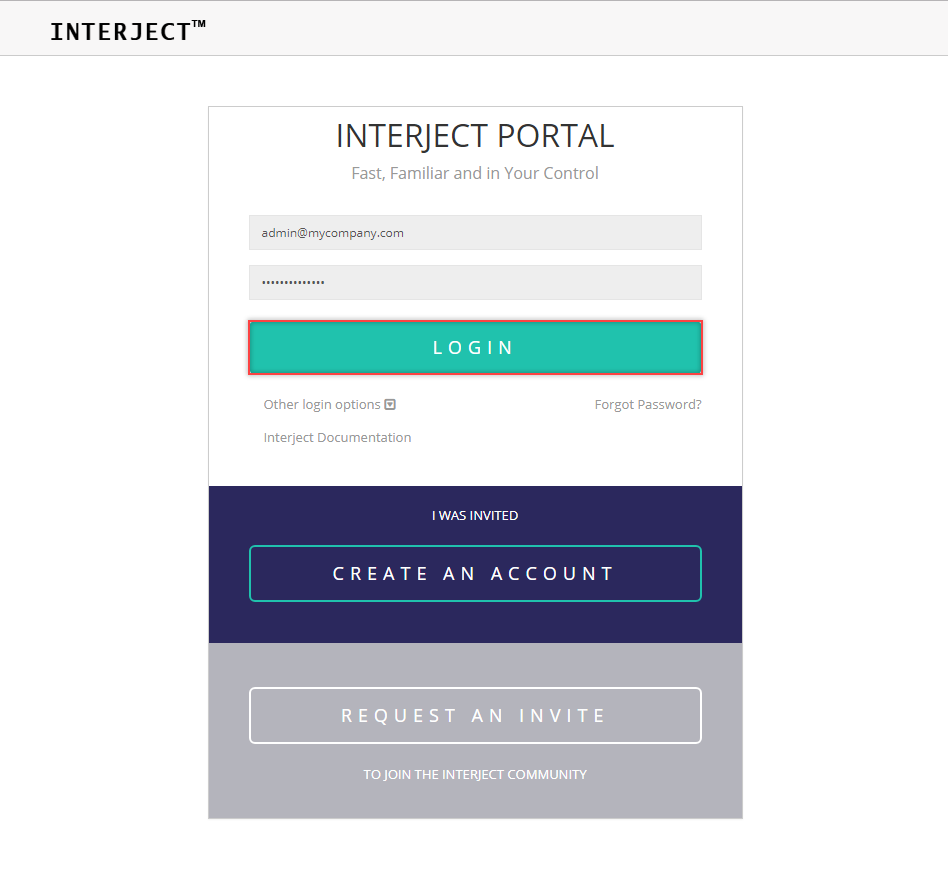 INTERJECT™
INTERJECT PORTAL
Fast, Familiar and in Your Control
admin@mycompany.com
••••••••••••••
LOGIN
Other login options
Forgot Password?
Interject Documentation
I WAS INVITED
CREATE AN ACCOUNT
REQUEST AN INVITE
TO JOIN THE INTERJECT COMMUNITY